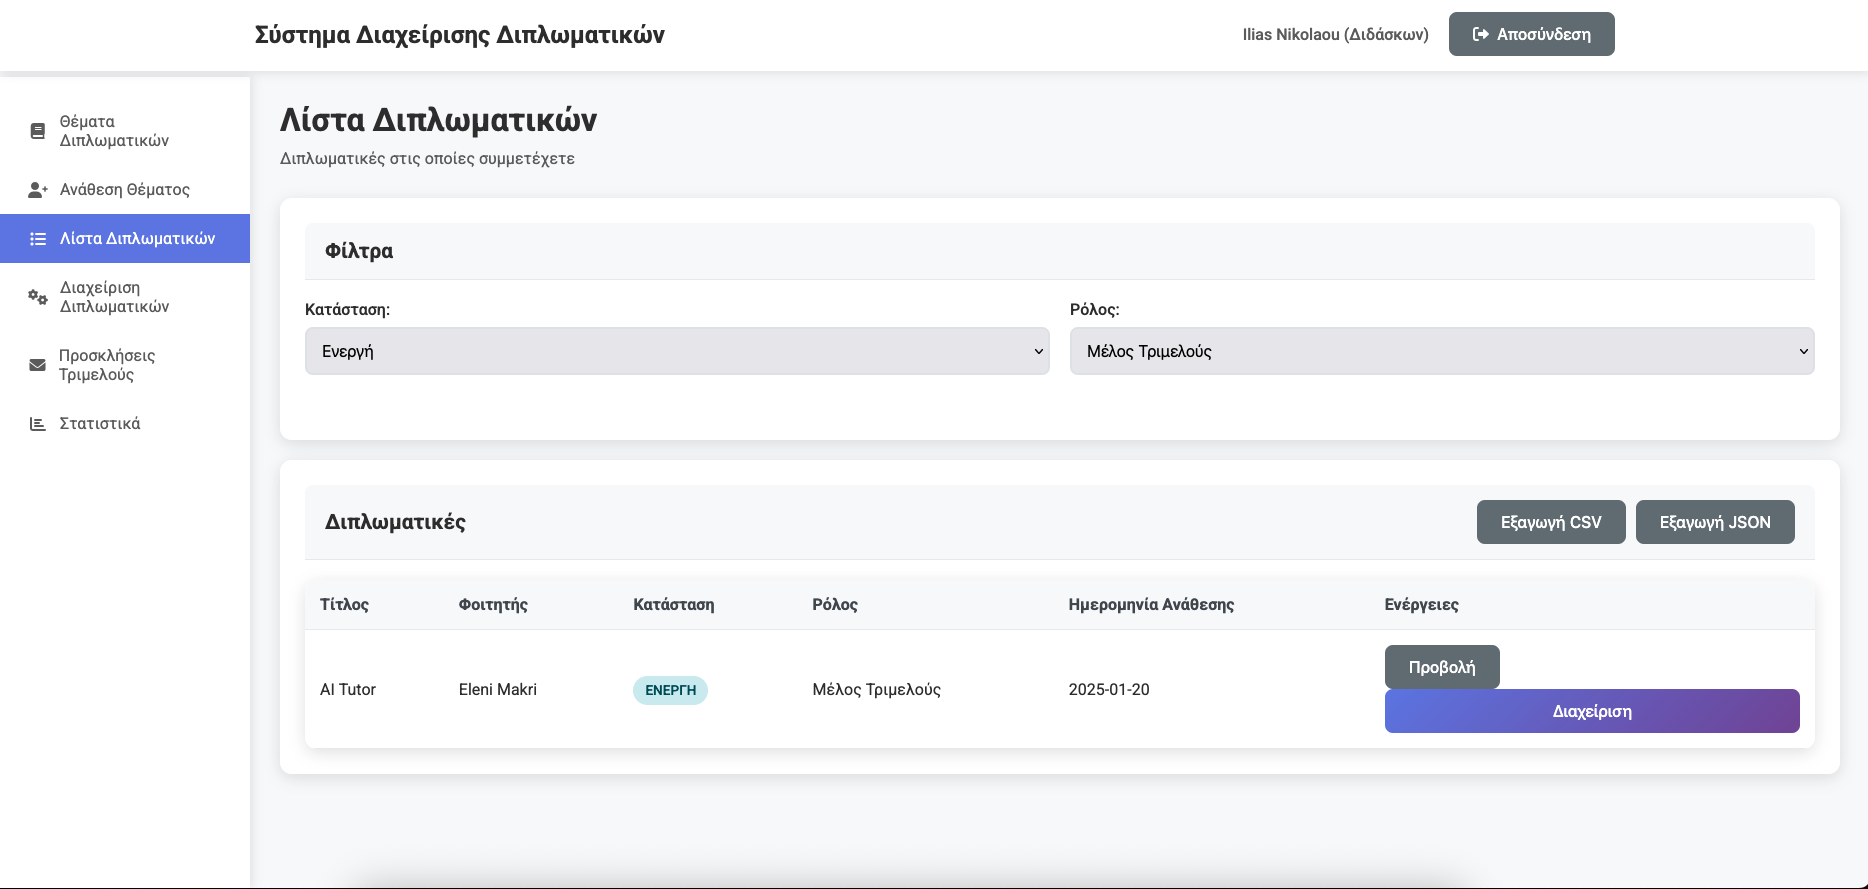 Σύστημα Διαχείρισης Διπλωματικών
Ilias Nikolaou (Διδάσκων)
Αποσύνδεση
Θέματα
Διπλωματικών
Ανάθεση Θέματος
Λίστα Διπλωματικών
Διαχείριση
Διπλωματικών
Προσκλήσεις
Τριμελούς
Στατιστικά
Λίστα Διπλωματικών
Διπλωματικές στις οποίες συμμετέχετε
Φίλτρα
Κατάσταση:
Ρόλος:
Ενεργή
Μέλος Τριμελούς
Διπλωματικές
Εξαγωγή CSV
Εξαγωγή JSON
Τίτλος Φοιτητής Κατάσταση Ρόλος Ημερομηνία Ανάθεσης Ενέργειες
AI Tutor Eleni Makri ΕΝΕΡΓΗ Μέλος Τριμελούς 2025-01-20
Προβολή
Διαχείριση